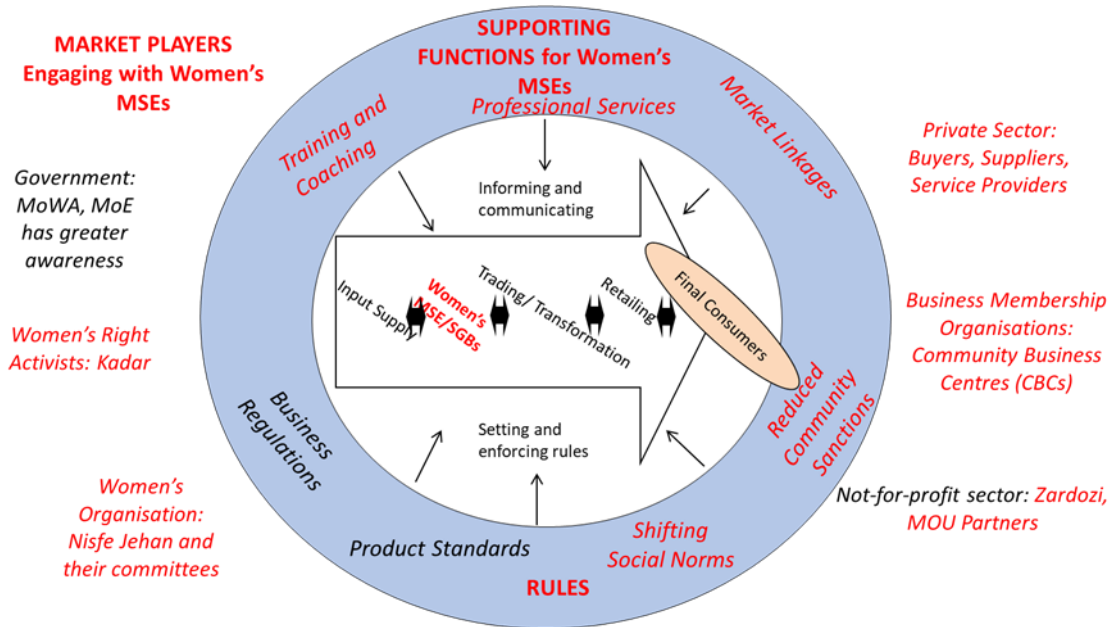 MARKET PLAYERS
Engaging with Women's
MSEs
SUPPORTING
FUNCTIONS for Women's
MSEs
Professional Services
Training and
Coaching
Market Linkages
Government:
MoWA, MoE
has greater
awareness
Private Sector:
Buyers, Suppliers,
Service Providers
Informing and
communicating
Input Supply
Women's
MSE/SGBs
Trading/ Transformation
Retailing
Final Consumers
Women's Right
Activists: Kadar
Business Membership
Organisations:
Community Business
Centres (CBCs)
Business
Regulations
Setting and
enforcing rules
Reduced
Community
Sanctions
Women's
Organisation:
Nisfe Jehan and
their committees
Not-for-profit sector: Zardozi,
MOU Partners
Product Standards
Shifting
Social Norms
RULES